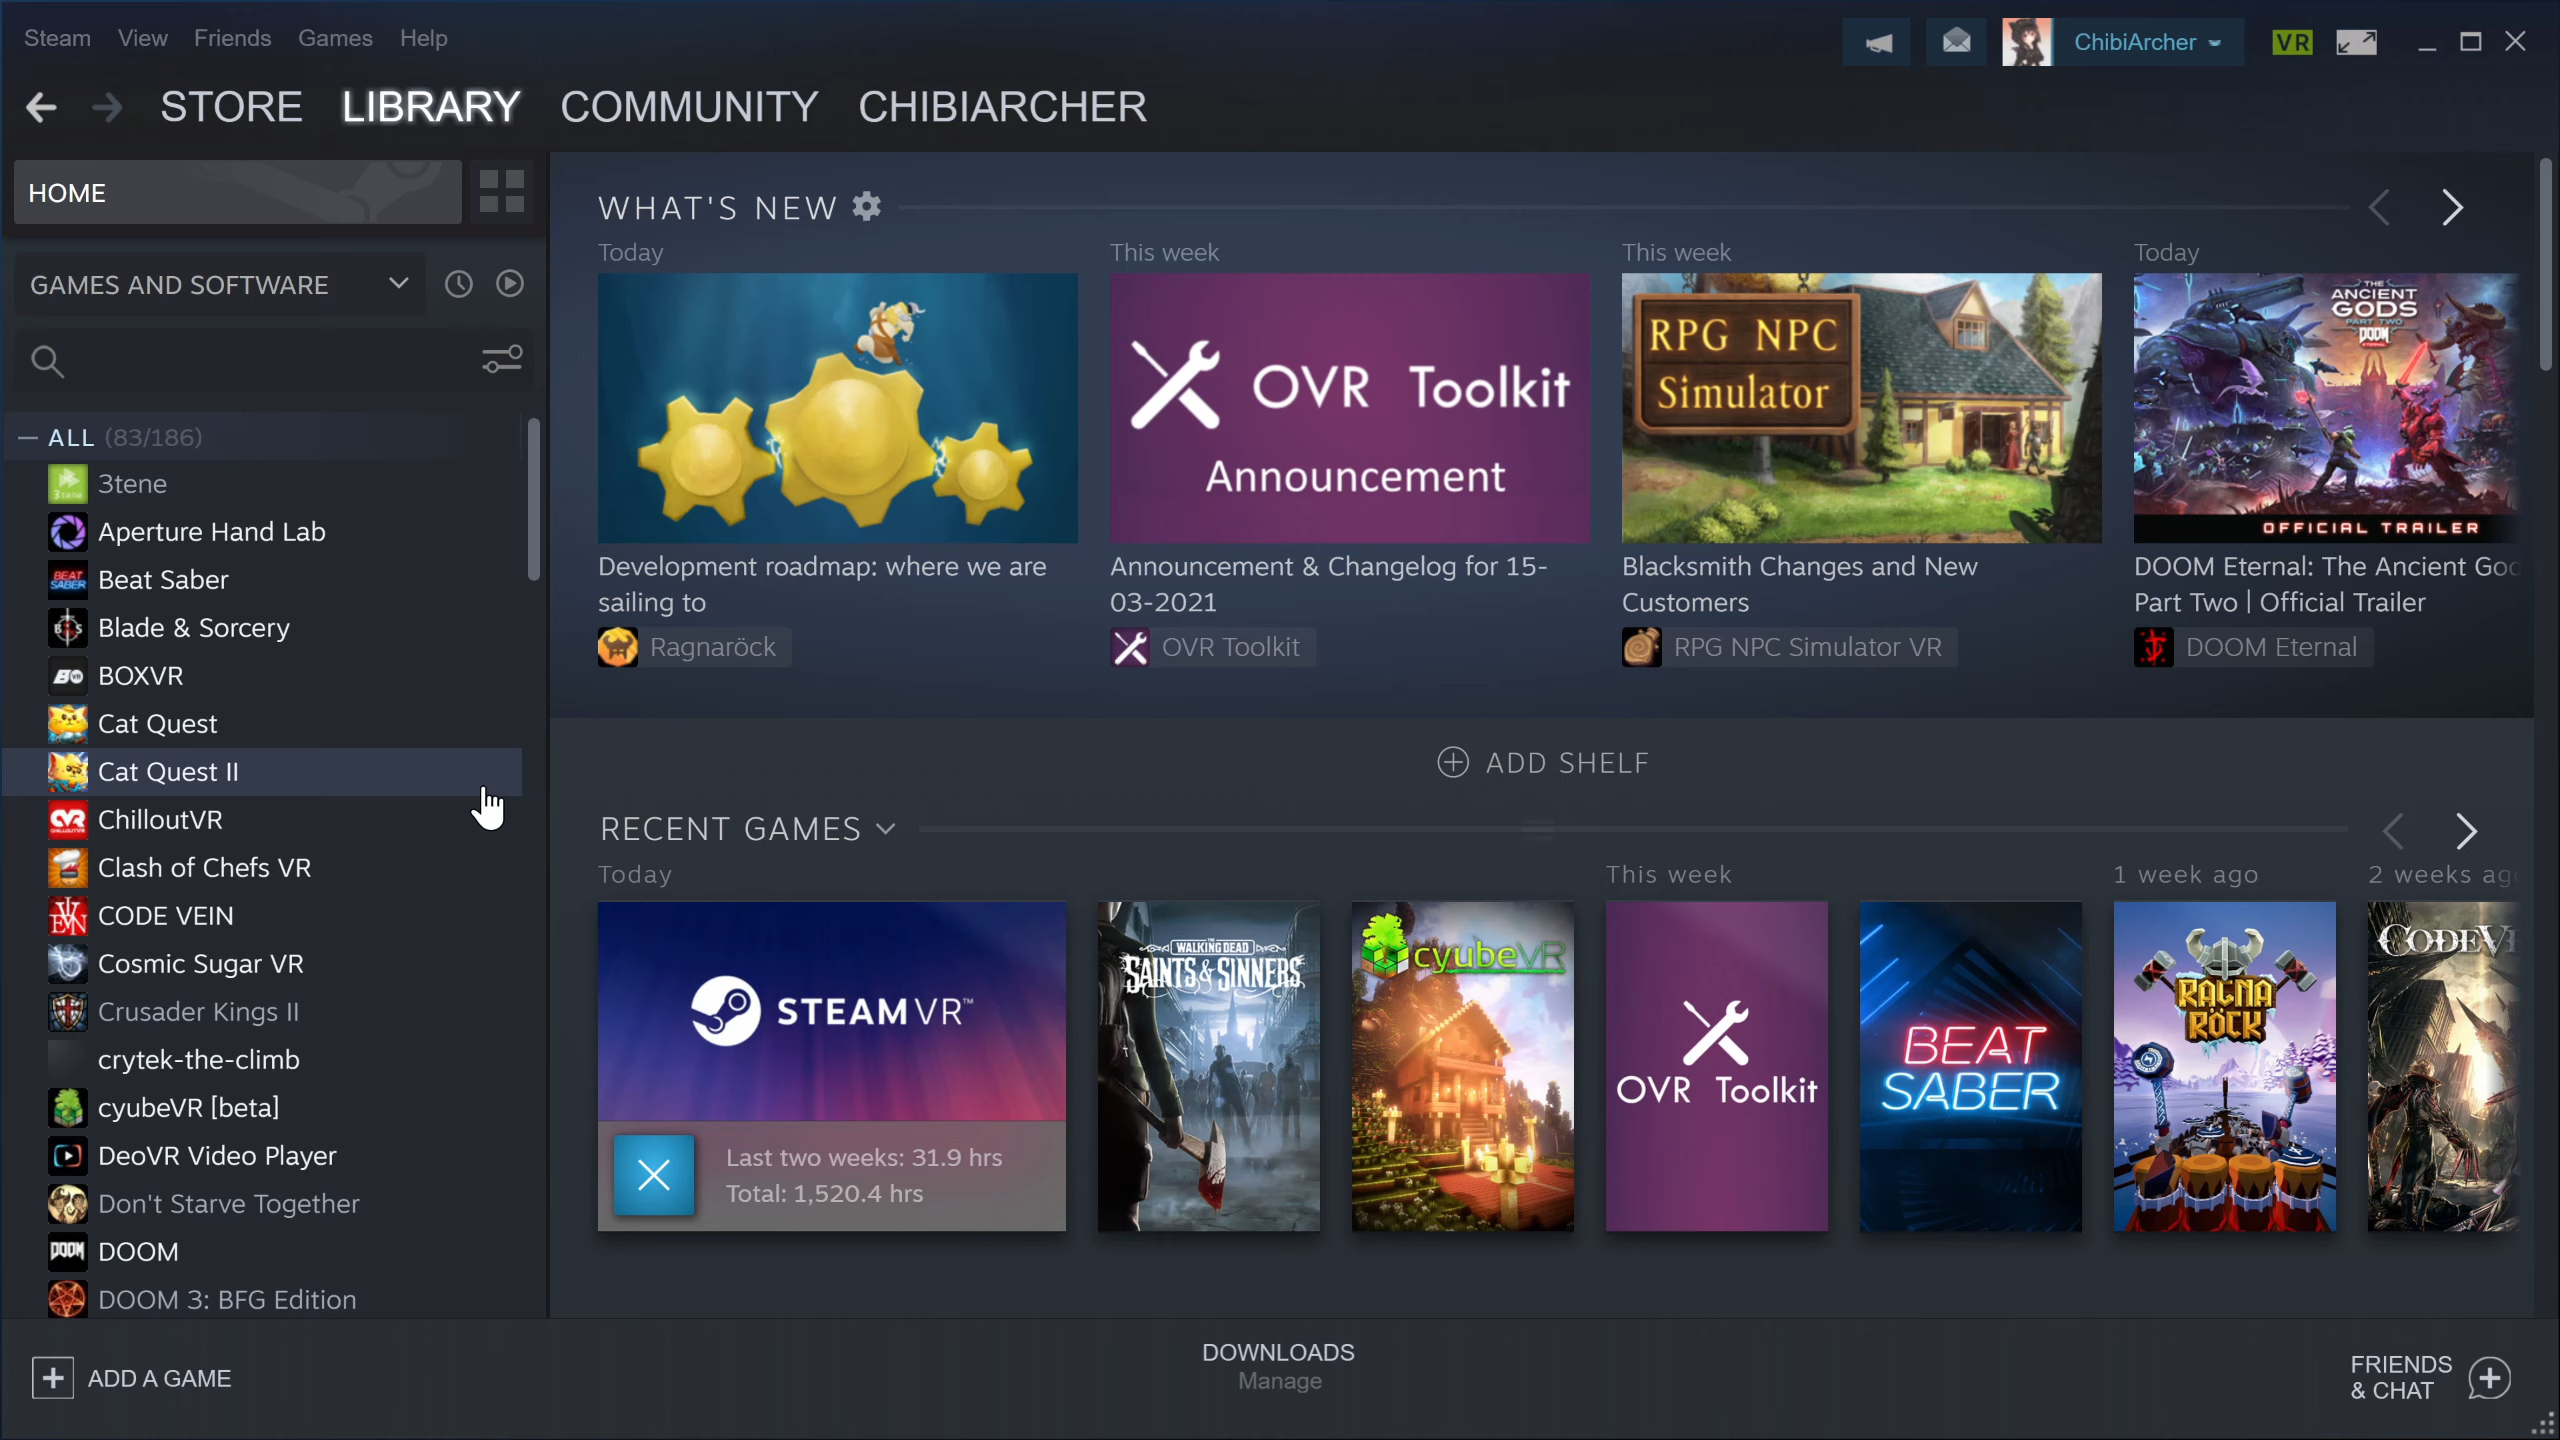 Steam View Friends Games Help
ChibiArcher
VR
STORE LIBRARY COMMUNITY CHIBIARCHER
HOME
GAMES AND SOFTWARE
ALL (83/186)
3tene
Aperture Hand Lab
BEAT SABER
Beat Saber
Blade & Sorcery
BOXVR
Cat Quest
Cat Quest II
ChilloutVR
Clash of Chefs VR
CODE VEIN
Cosmic Sugar VR
Crusader Kings II
crytek-the-climb
cyubeVR [beta]
DeoVR Video Player
Don't Starve Together
DOOM
DOOM
DOOM 3: BFG Edition
WHAT'S NEW
Today
Development roadmap: where we are
sailing to
Ragnaröck
This week
OVR Toolkit
Announcement
Announcement & Changelog for 15-
03-2021
OVR Toolkit
This week
RPG NPC
Simulator
Blacksmith Changes and New
Customers
RPG NPC Simulator VR
Today
THE
ANCIENT
GODS
PART TWO
DOOM
OFFICIAL TRAILER
DOOM Eternal: The Ancient Go
Part Two | Official Trailer
DOOM Eternal
ADD SHELF
RECENT GAMES
Today
STEAMVR™
Last two weeks: 31.9 hrs
Total: 1,520.4 hrs
THE
WALKING DEAD
SAINTS & SINNERS
cyubeVR
This week
OVR Toolkit
BEAT
SABER
1 week ago
RAGNA
RÖCK
2 weeks ag
CODE V
ADD A GAME
DOWNLOADS
Manage
FRIENDS
& CHAT